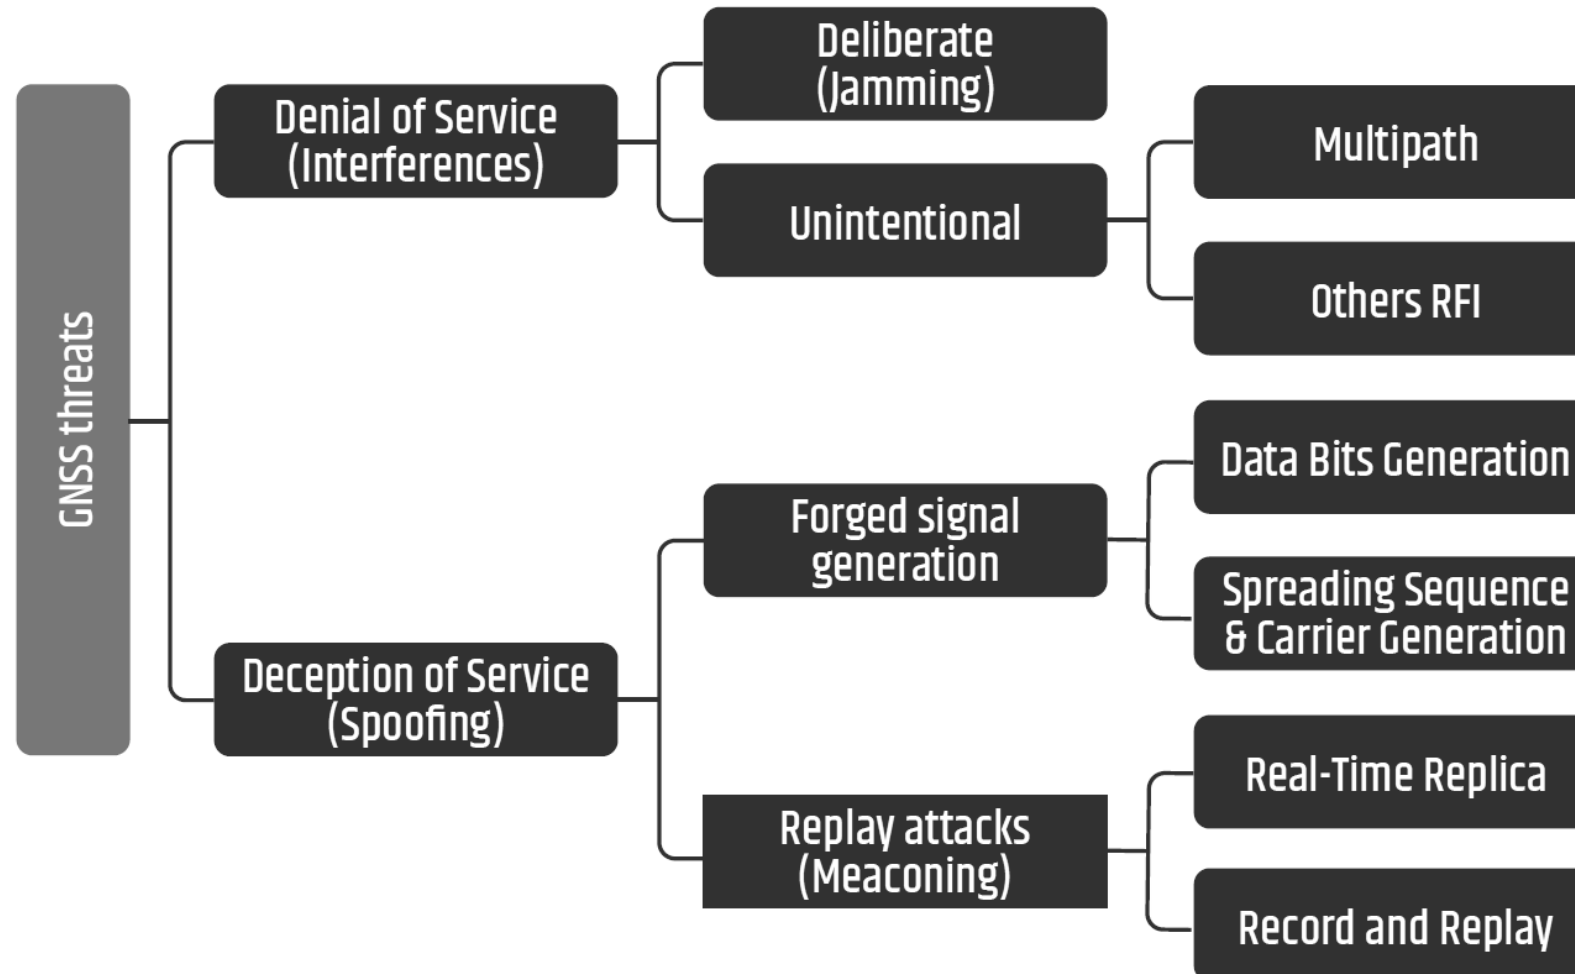 GNSS threats
Denial of Service
(Interferences)
Deliberate
(Jamming)
Unintentional
Multipath
Others RFI
Deception of Service
(Spoofing)
Forged signal
generation
Data Bits Generation
Spreading Sequence
& Carrier Generation
Replay attacks
(Meaconing)
Real-Time Replica
Record and Replay